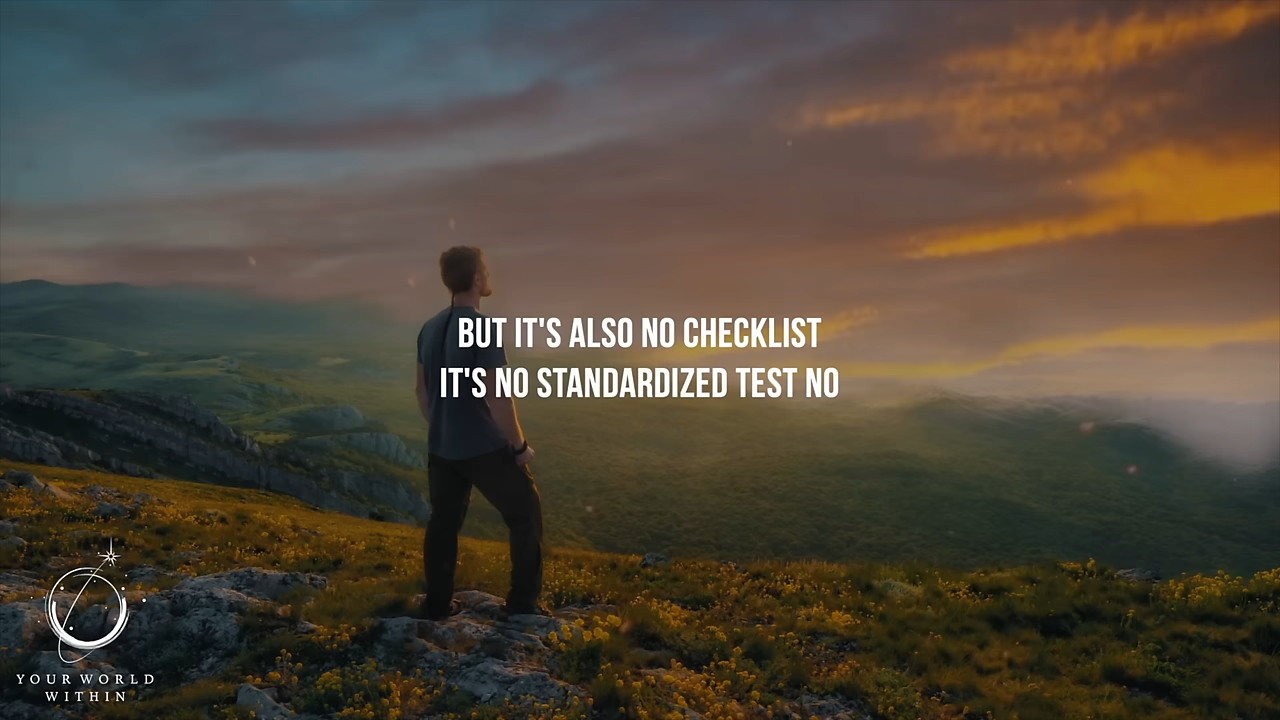 BUT IT'S ALSO NO CHECKLIST
IT'S NO STANDARDIZED TEST NO
YOUR WORLD
WITHIN